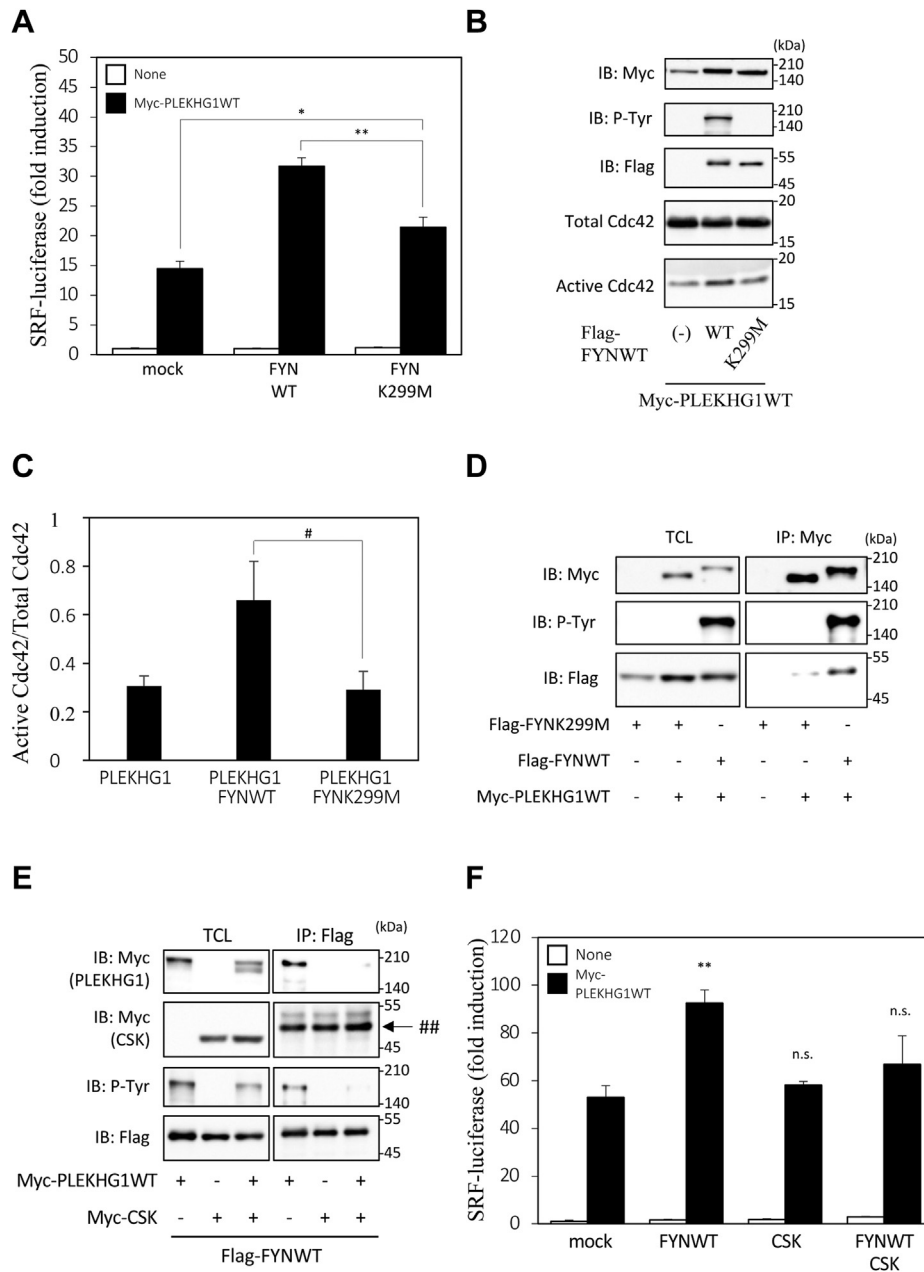 A
SRF-luciferase (fold induction)
50
45
40
35
30
25
20
15
10
5
0
None
Myc-PLEKHG1WT
*
**
mock
FYN
WT
FYN
K299M
B
(kDa)
IB: Myc
210
140
IB: P-Tyr
210
140
IB: Flag
55
45
Total Cdc42
20
15
Active Cdc42
20
15
Flag-
FYNWT
(-)
WT
K299M
Myc-PLEKHG1WT
C
Active Cdc42/Total Cdc42
1
0.8
0.6
0.4
0.2
0
#
PLEKHG1
PLEKHG1
FYNWT
PLEKHG1
FYNK299M
D
TCL
IP: Myc
(kDa)
IB: Myc
210
140
IB: P-Tyr
210
140
IB: Flag
55
45
Flag-FYNK299M + + - + + -
Flag-FYNWT - - + - - +
Myc-PLEKHG1WT - + + - + +
E
TCL
IP: Flag
(kDa)
IB: Myc
(PLEKHG1)
210
140
IB: Myc
(CSK)
55
45
##
IB: P-Tyr
210
140
IB: Flag
55
45
Myc-PLEKHG1WT + - + + - +
Myc-CSK - + + - + +
Flag-FYNWT
F
SRF-luciferase (fold induction)
120
100
80
60
40
20
0
None
Myc-
PLEKHG1WT
**
n.s.
n.s.
mock
FYNWT
CSK
FYNWT
CSK